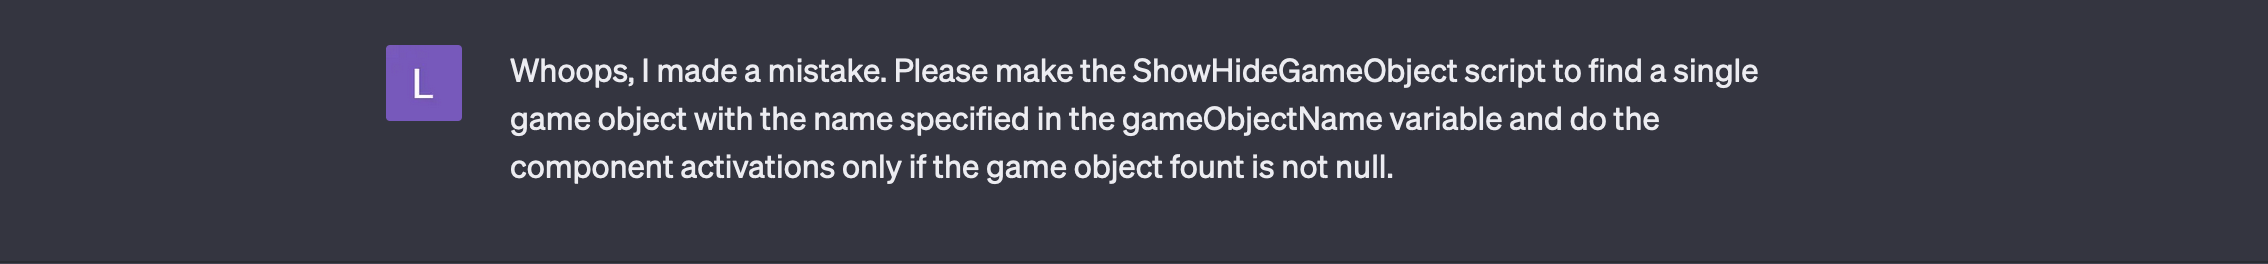 L
Whoops, I made a mistake. Please make the ShowHideGameObject script to find a single
game object with the name specified in the gameObjectName variable and do the
component activations only if the game object fount is not null.